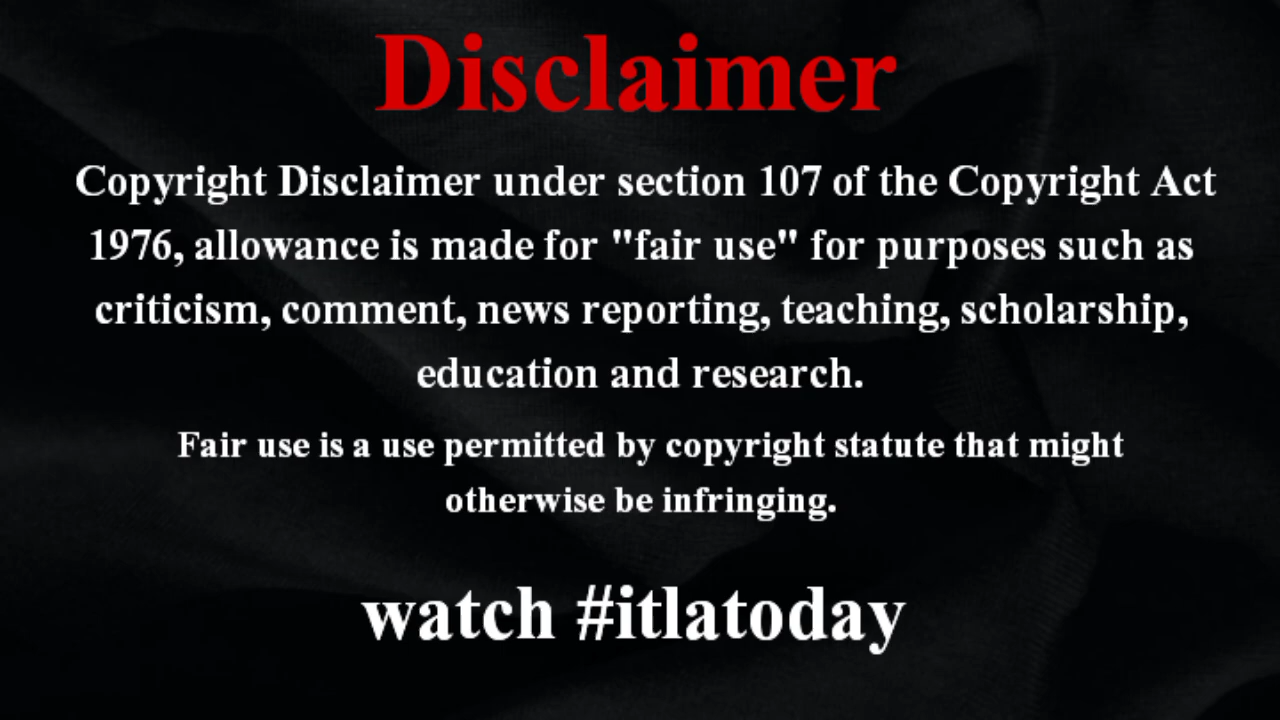 Disclaimer
Copyright Disclaimer under section 107 of the Copyright Act
1976, allowance is made for "fair use" for purposes such as
criticism, comment, news reporting, teaching, scholarship,
education and research.
Fair use is a use permitted by copyright statute that might
otherwise be infringing.
watch #itlatoday